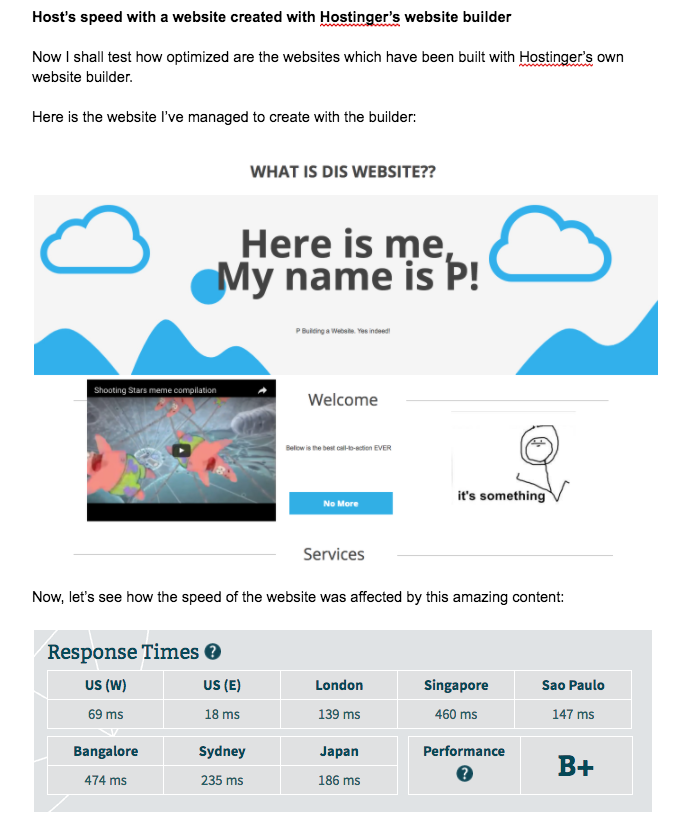 Host's speed with a website created with Hostinger's website builder
Now I shall test how optimized are the websites which have been built with Hostinger's own
website builder.
Here is the website I've managed to create with the builder:
WHAT IS DIS WEBSITE??
Here is me,
My name is P!
P Building a Website. Yes indeed!
Shooting Stars meme compilation
Welcome
Bellow is the best call-to-action EVER
No More
it's something
Services
Now, let's see how the speed of the website was affected by this amazing content:
Response Times ?
US (W) US (E) London Singapore Sao Paulo
69 ms 18 ms 139 ms 460 ms 147 ms
Bangalore Sydney Japan Performance
474 ms 235 ms 186 ms ? B+